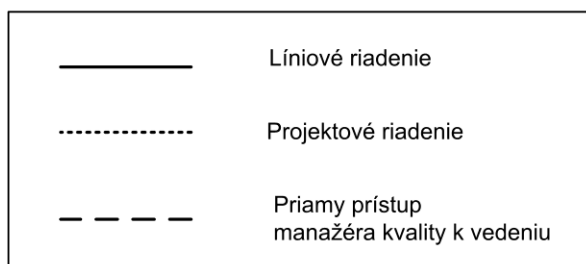 Líniové riadenie
Projektové riadenie
Priamy prístup
manažéra kvality k vedeniu